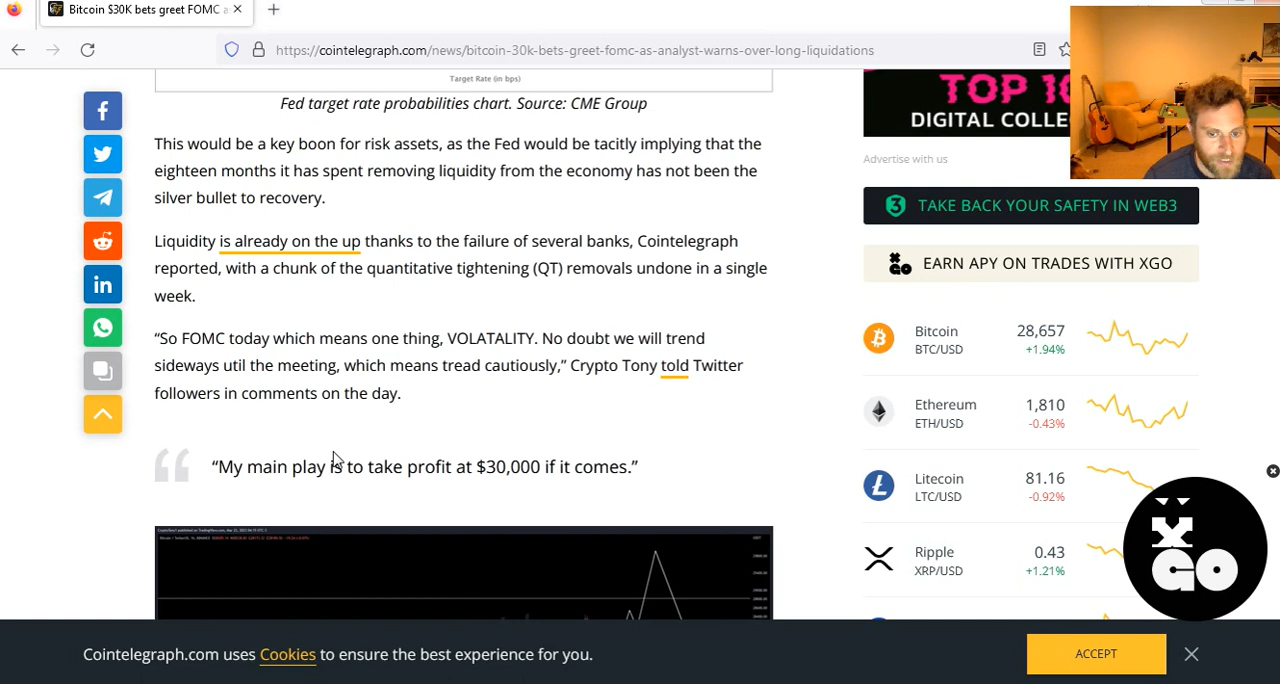 Bitcoin $30K bets greet FOMC a
https://cointelegraph.com/news/bitcoin-30k-bets-greet-fomc-as-analyst-warns-over-long-liquidations
Target Rate (in bps)
Fed target rate probabilities chart. Source: CME Group
This would be a key boon for risk assets, as the Fed would be tacitly implying that the
eighteen months it has spent removing liquidity from the economy has not been the
silver bullet to recovery.
Liquidity is already on the up thanks to the failure of several banks, Cointelegraph
reported, with a chunk of the quantitative tightening (QT) removals undone in a single
week.
“So FOMC today which means one thing, VOLATALITY. No doubt we will trend
sideways util the meeting, which means tread cautiously,” Crypto Tony told Twitter
followers in comments on the day.
“My main play is to take profit at $30,000 if it comes.”
TOP 10
DIGITAL COLLE
Advertise with us
3 TAKE BACK YOUR SAFETY IN WEB3
XGO EARN APY ON TRADES WITH XGO
Bitcoin 28,657
BTC/USD +1.94%
Ethereum 1,810
ETH/USD -0.43%
Litecoin 81.16
LTC/USD -0.92%
Ripple 0.43
XRP/USD +1.21%
XGO
Cointelegraph.com uses Cookies to ensure the best experience for you.
ACCEPT